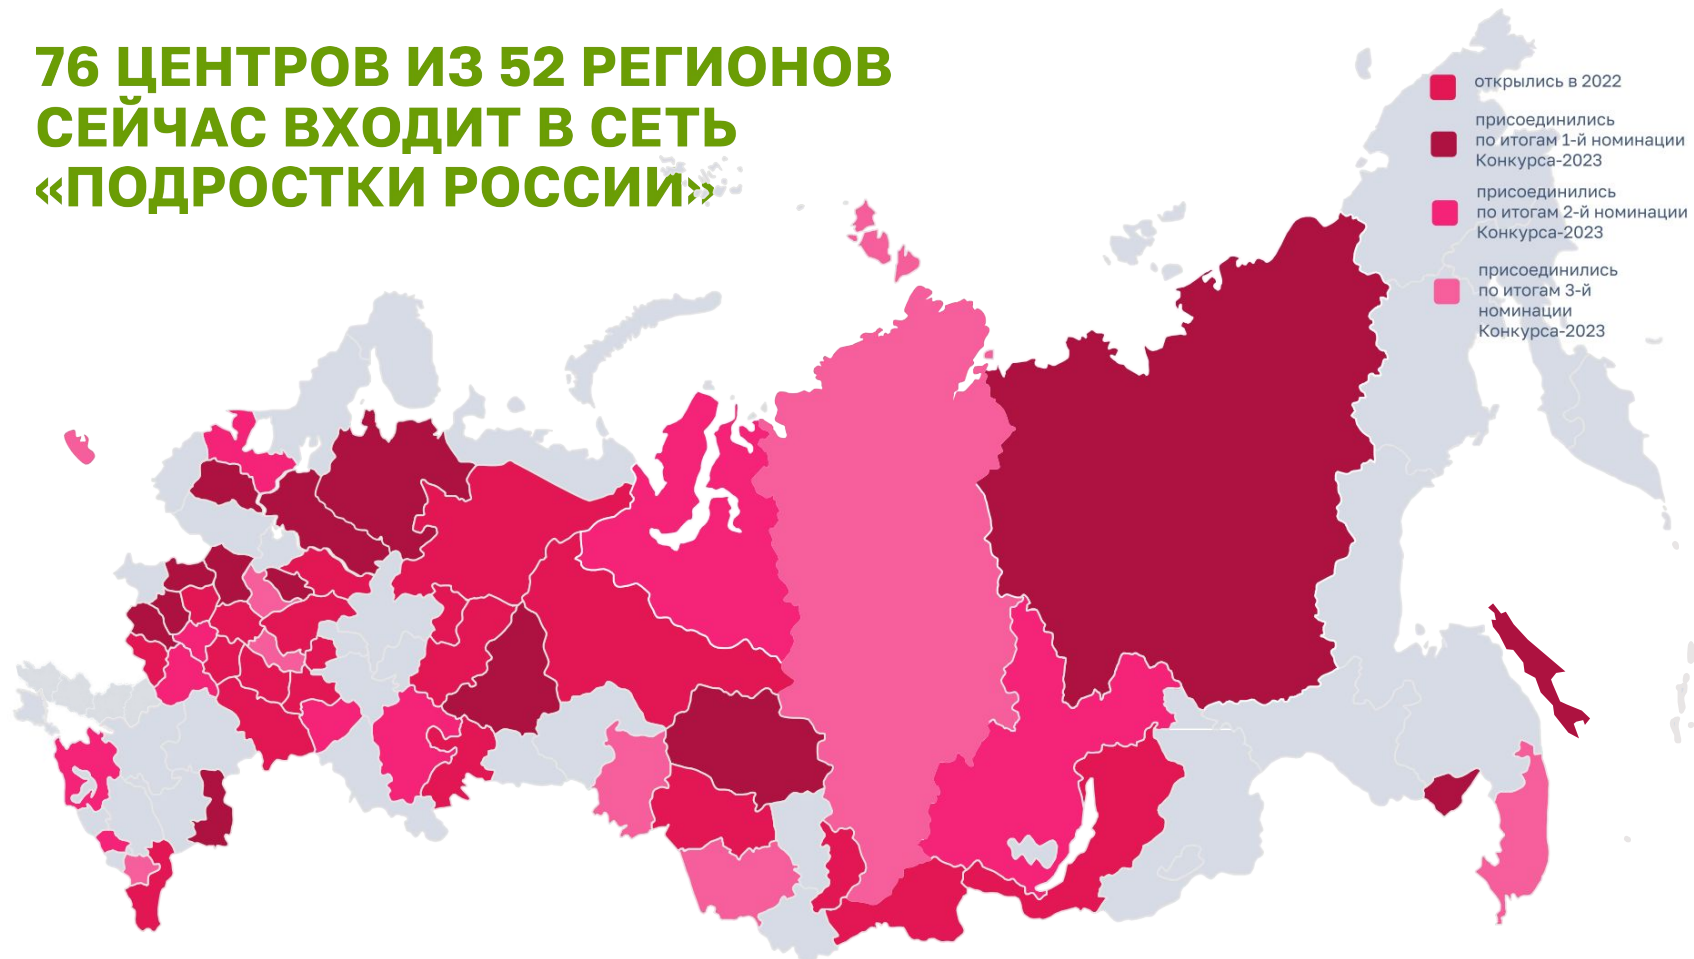 76 ЦЕНТРОВ ИЗ 52 РЕГИОНОВ
СЕЙЧАС ВХОДИТ В СЕТЬ
«ПОДРОСТКИ РОССИИ»
открылись в 2022
присоединились
по итогам 1-й номинации
Конкурса-2023
присоединились
по итогам 2-й номинации
Конкурса-2023
присоединились
по итогам 3-й
номинации
Конкурса-2023